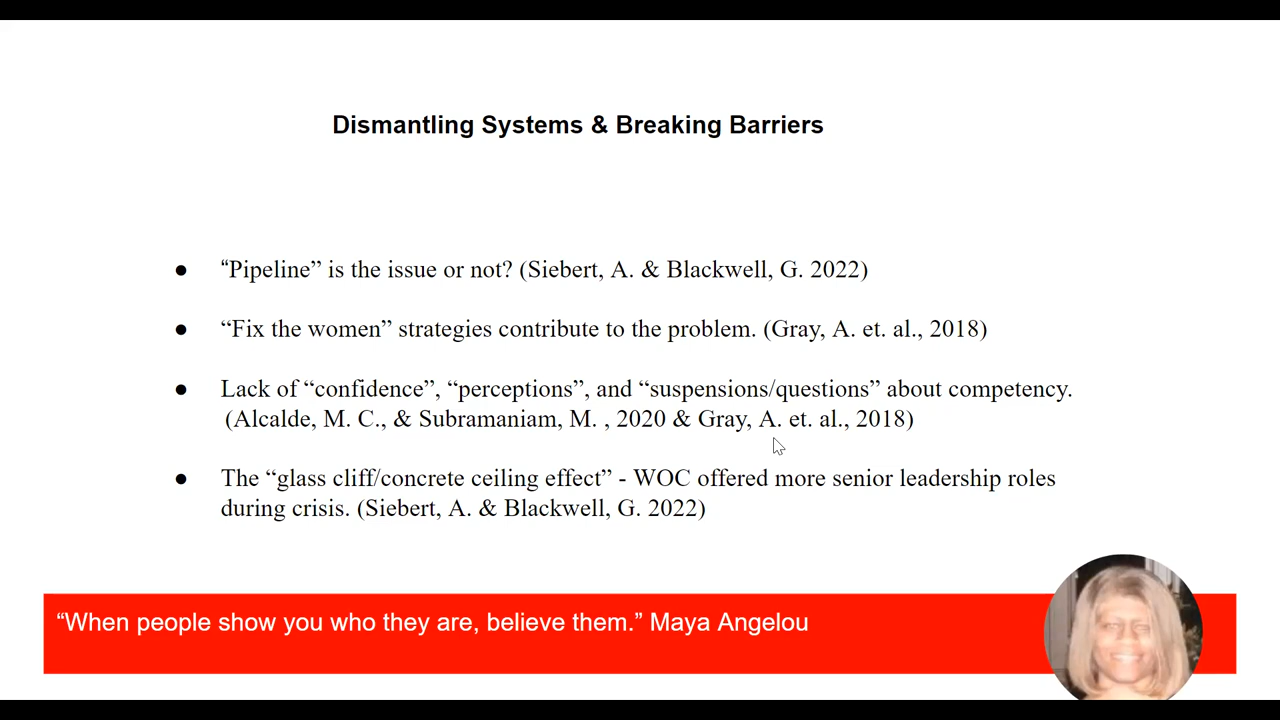 Dismantling Systems & Breaking Barriers
● “Pipeline” is the issue or not? (Siebert, A. & Blackwell, G. 2022)
● “Fix the women” strategies contribute to the problem. (Gray, A. et. al., 2018)
● Lack of “confidence”, “perceptions”, and “suspensions/questions” about competency.
(Alcalde, M. C., & Subramaniam, M. , 2020 & Gray, A. et. al., 2018)
● The “glass cliff/concrete ceiling effect” - WOC offered more senior leadership roles
during crisis. (Siebert, A. & Blackwell, G. 2022)
“When people show you who they are, believe them.” Maya Angelou